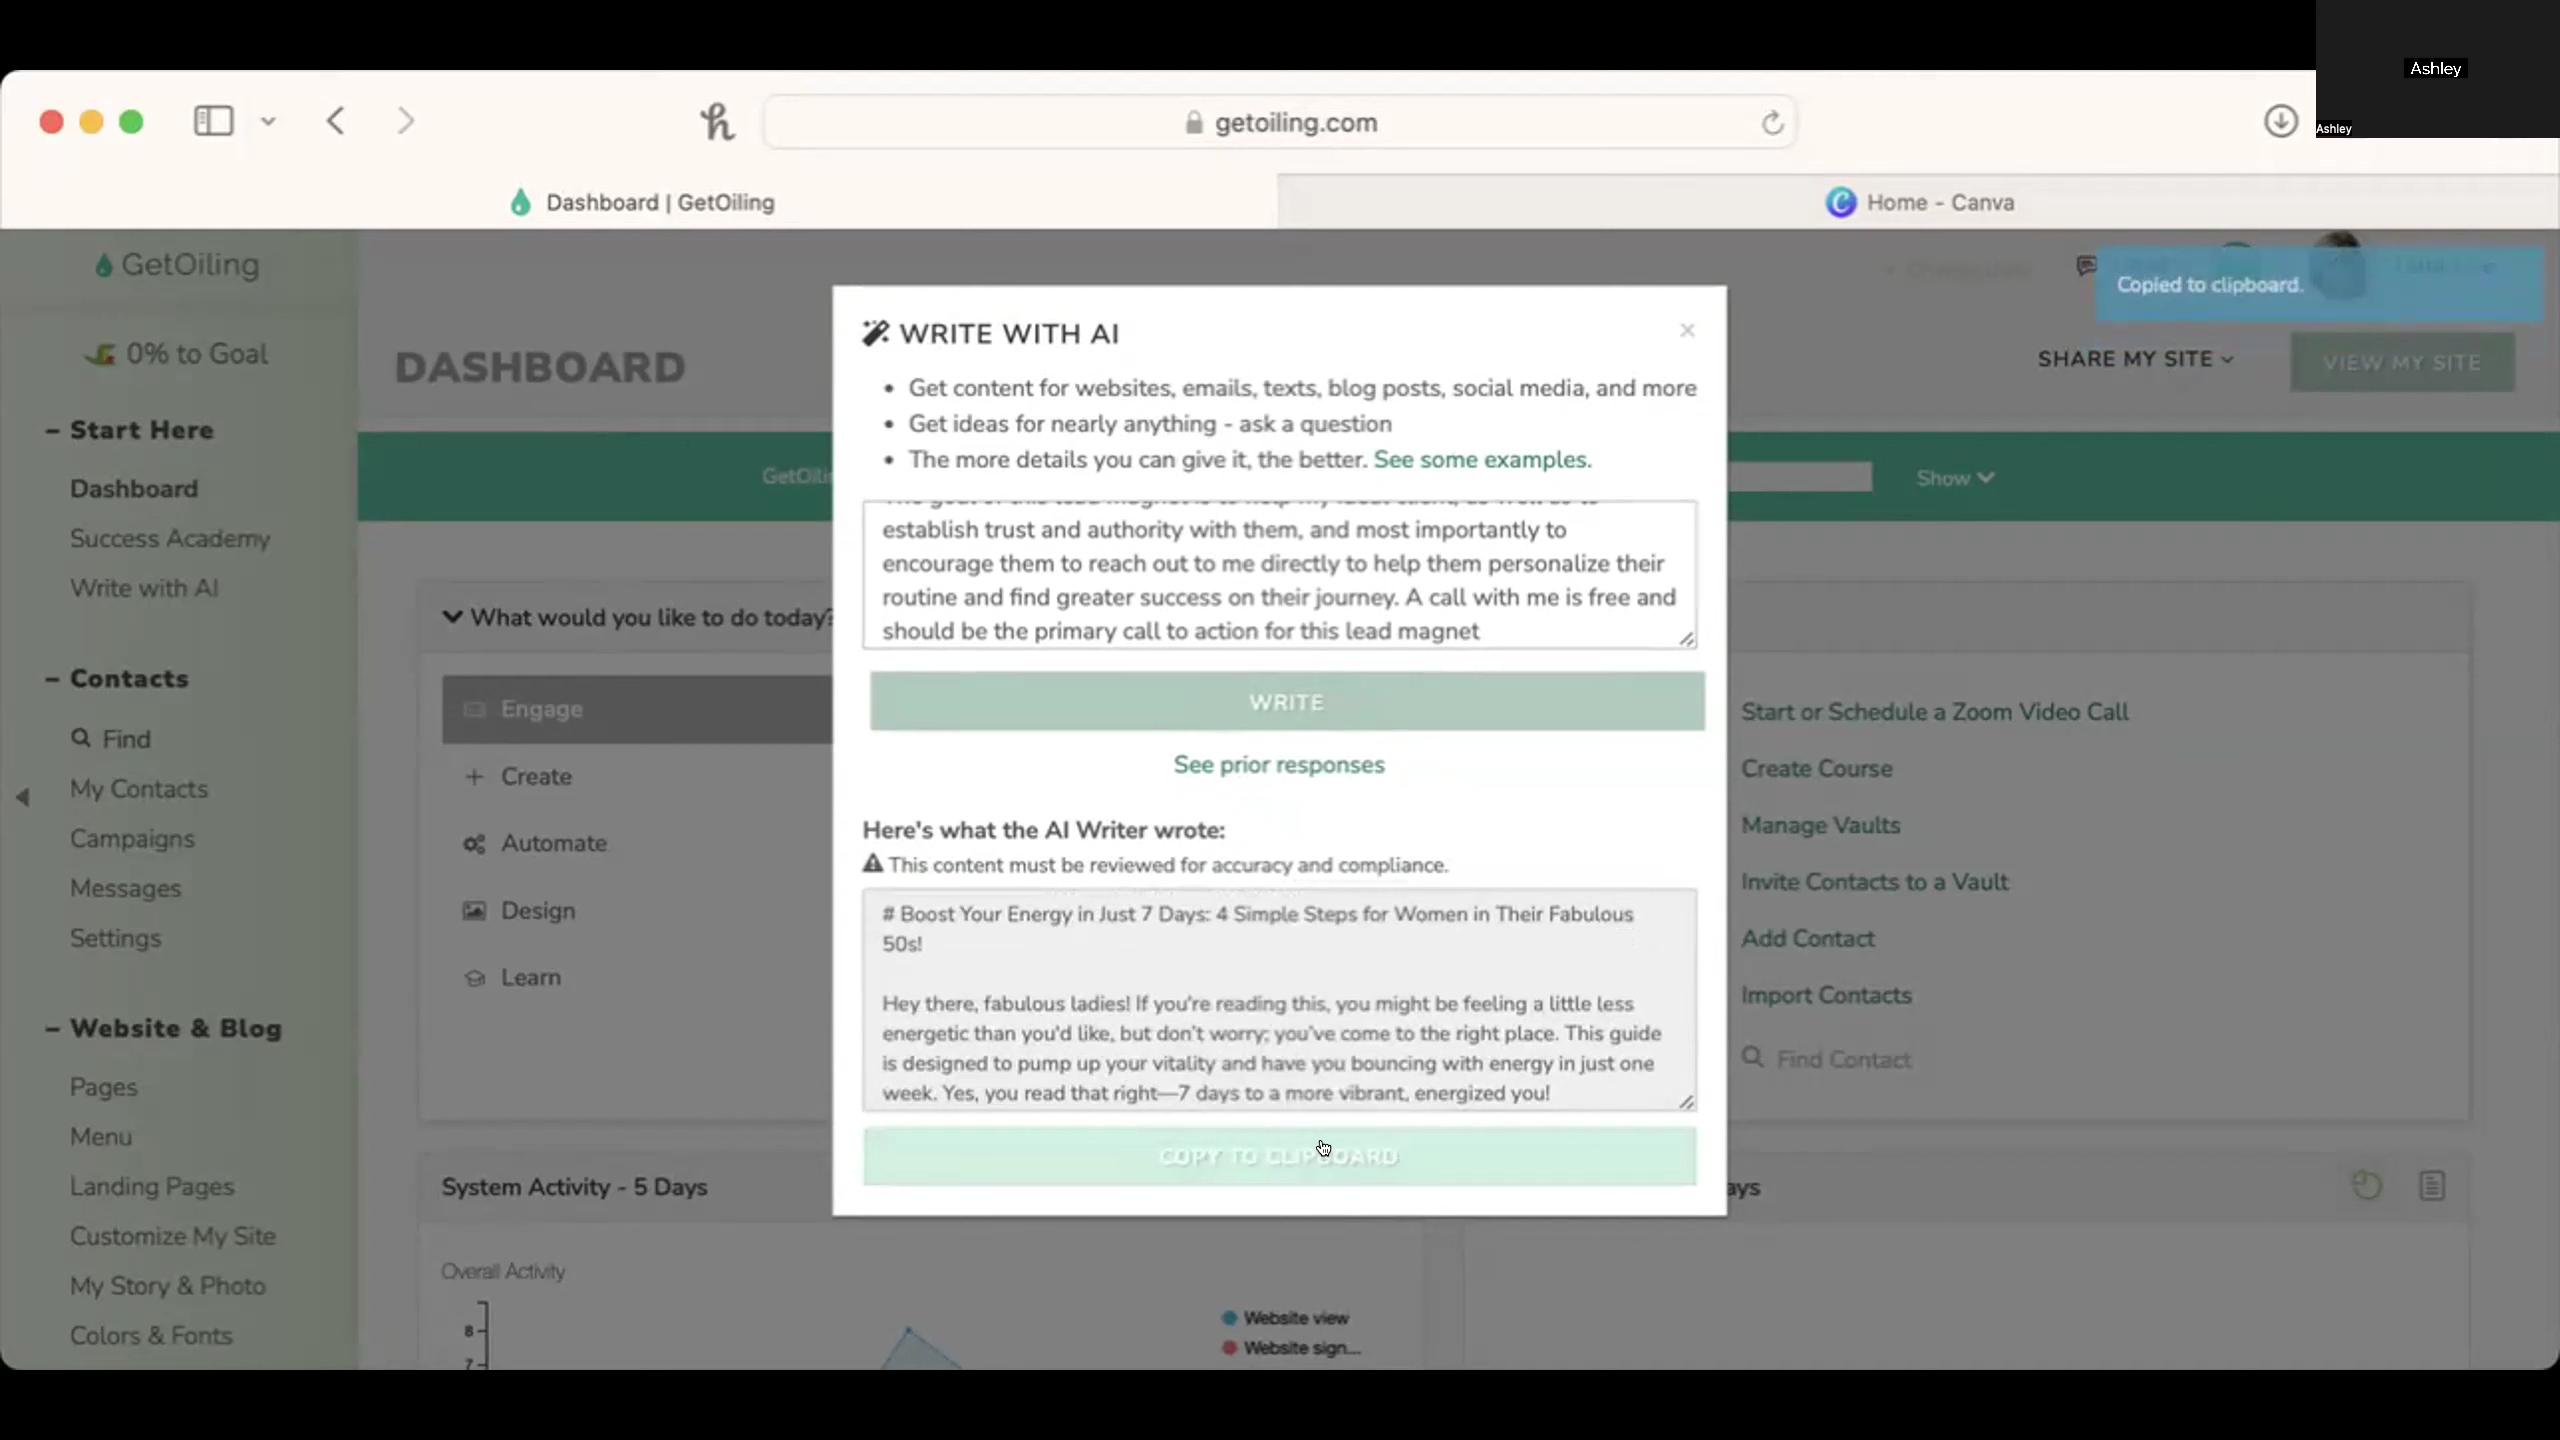 Ashley
Ashley
getoiling.com
Dashboard | GetOiling
Home - Canva
GetOiling
0% to Goal
– Start Here
Dashboard
Success Academy
Write with AI
– Contacts
Find
My Contacts
Campaigns
Messages
Settings
– Website & Blog
Pages
Menu
Landing Pages
Customize My Site
My Story & Photo
Colors & Fonts
DASHBOARD
Copied to clipboard.
SHARE MY SITE
VIEW MY SITE
Show
What would you like to do today?
Engage
Create
Automate
Design
Learn
WRITE WITH AI
• Get content for websites, emails, texts, blog posts, social media, and more
• Get ideas for nearly anything - ask a question
• The more details you can give it, the better. See some examples.
establish trust and authority with them, and most importantly to
encourage them to reach out to me directly to help them personalize their
routine and find greater success on their journey. A call with me is free and
should be the primary call to action for this lead magnet
WRITE
See prior responses
Here's what the AI Writer wrote:
This content must be reviewed for accuracy and compliance.
# Boost Your Energy in Just 7 Days: 4 Simple Steps for Women in Their Fabulous
50s!
Hey there, fabulous ladies! If you're reading this, you might be feeling a little less
energetic than you'd like, but don't worry; you've come to the right place. This guide
is designed to pump up your vitality and have you bouncing with energy in just one
week. Yes, you read that right—7 days to a more vibrant, energized you!
COPY TO CLIPBOARD
Start or Schedule a Zoom Video Call
Create Course
Manage Vaults
Invite Contacts to a Vault
Add Contact
Import Contacts
Find Contact
System Activity - 5 Days
Overall Activity
8
7
Website view
Website sign...